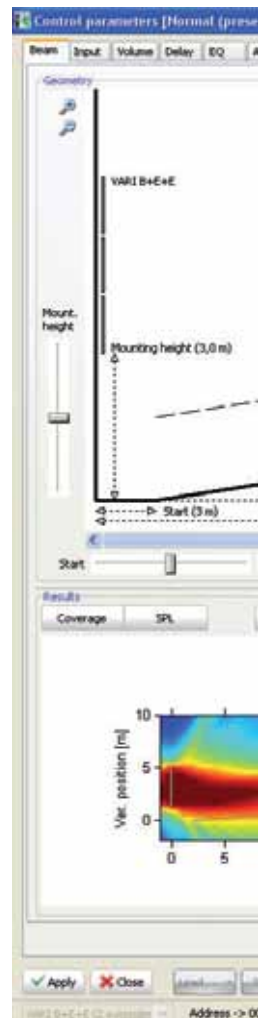 Control parameters [Normal (prese
Beam Input Volume Delay EQ A
Geometry
VARI B+E+E
Mount.
height
Mounting height (3,0 m)
Start (3 m)
Start
Results
Coverage SPL
Ver. position [m]
10
5
0
0 5
Apply Close
Address -> 00